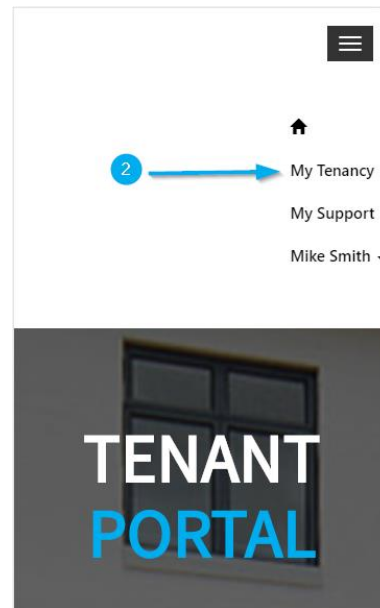 2
My Tenancy
My Support
Mike Smith
TENANT
PORTAL